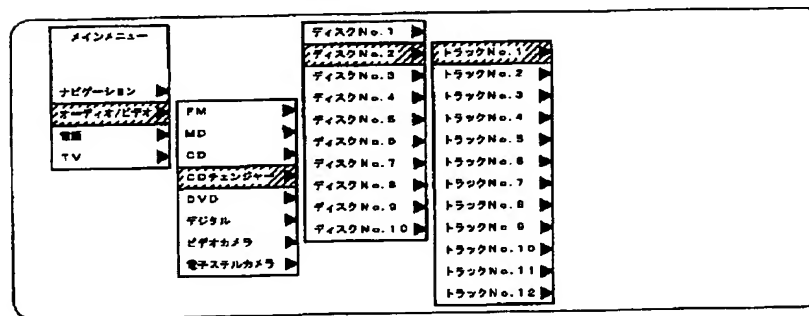 メインメニュー
ナビゲーション
オーディオ/ビデオ
電話
TV
FM
MD
CD
CDチェンジャー
DVD
デジタル
ビデオカメラ
電子スチルカメラ
ディスクNo.1
ディスクNo.2
ディスクNo.3
ディスクNo.4
ディスクNo.5
ディスクNo.6
ディスクNo.7
ディスクNo.8
ディスクNo.9
ディスクNo.10
トラックNo.1
トラックNo.2
トラックNo.3
トラックNo.4
トラックNo.5
トラックNo.6
トラックNo.7
トラックNo.8
トラックNo.9
トラックNo.10
トラックNo.11
トラックNo.12